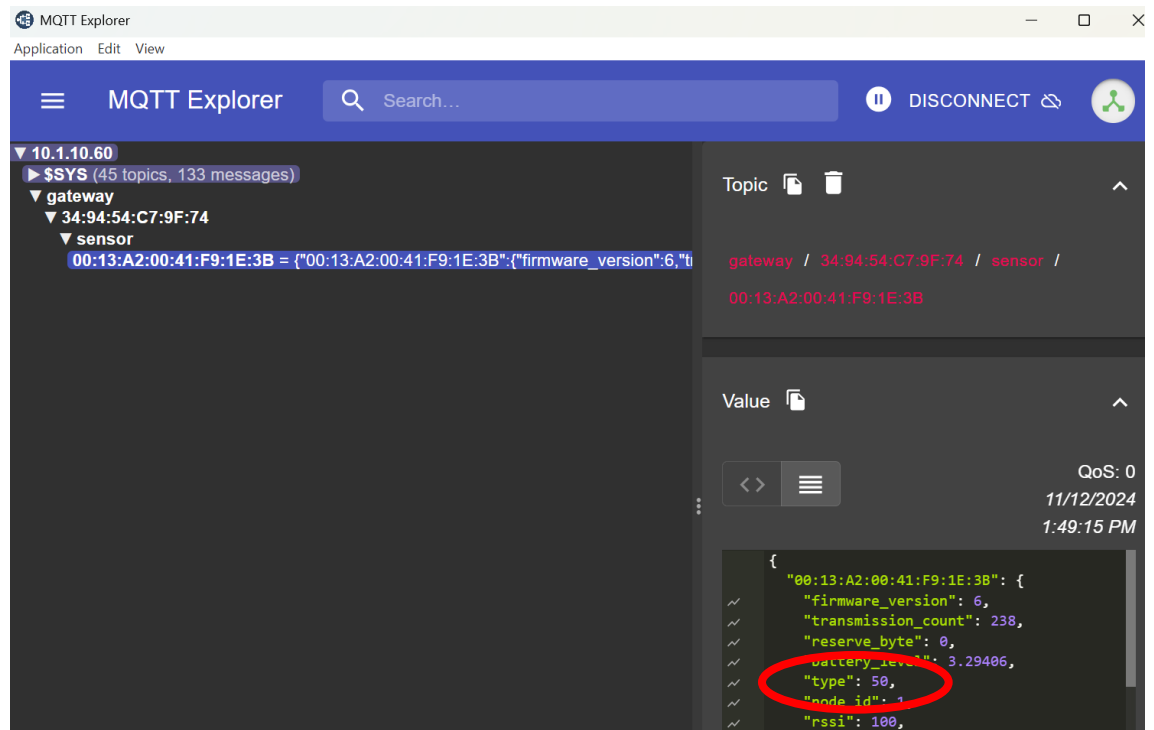 MQTT Explorer
Application Edit View
MQTT Explorer
Search...
DISCONNECT
10.1.10.60
$SYS (45 topics, 133 messages)
gateway
34:94:54:C7:9F:74
sensor
00:13:A2:00:41:F9:1E:3B = {"00:13:A2:00:41:F9:1E:3B":{"firmware_version":6,"tr
Topic
gateway / 34:94:54:C7:9F:74 / sensor /
00:13:A2:00:41:F9:1E:3B
Value
QoS: 0
11/12/2024
1:49:15 PM
{
"00:13:A2:00:41:F9:1E:3B": {
"firmware_version": 6,
"transmission_count": 238,
"reserve_byte": 0,
"battery_level": 3.29406,
"type": 50,
"node_id": 1,
"rssi": 100,